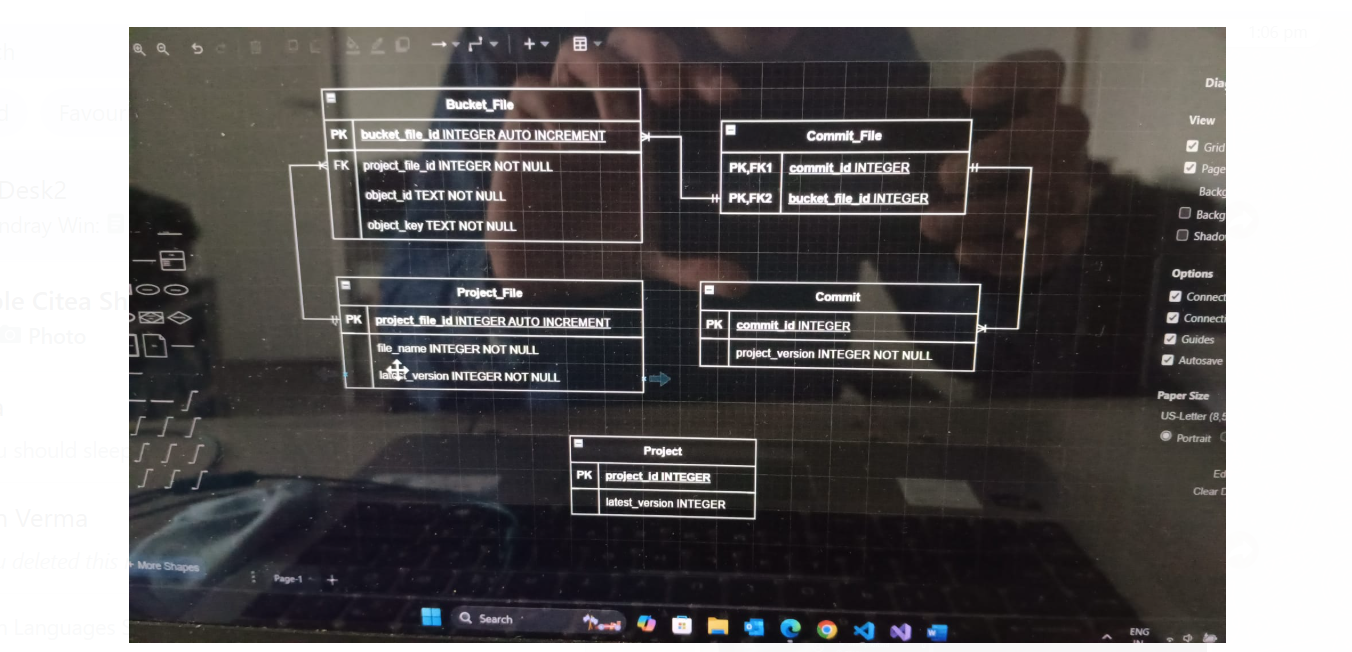 Bucket_File
PK bucket_file_id INTEGER AUTO INCREMENT
FK project_file_id INTEGER NOT NULL
object_id TEXT NOT NULL
object_key TEXT NOT NULL
Commit_File
PK,FK1 commit_id INTEGER
PK,FK2 bucket_file_id INTEGER
Project_File
PK project_file_id INTEGER AUTO INCREMENT
file_name INTEGER NOT NULL
latest_version INTEGER NOT NULL
Commit
PK commit_id INTEGER
project_version INTEGER NOT NULL
Project
PK project_id INTEGER
latest_version INTEGER
Dia
View
Grid
Page
Backg
Backg
Shado
Options
Connect
Connecti
Guides
Autosave
Paper Size
US-Letter (8,5
Portrait
Ed
Clear D
+ More Shapes
Page-1
Search
ENG
IN
Favour
Desk2
ndray Win
le Citea Sh
Photo
u should sleep
Verma
deleted this
Languages S